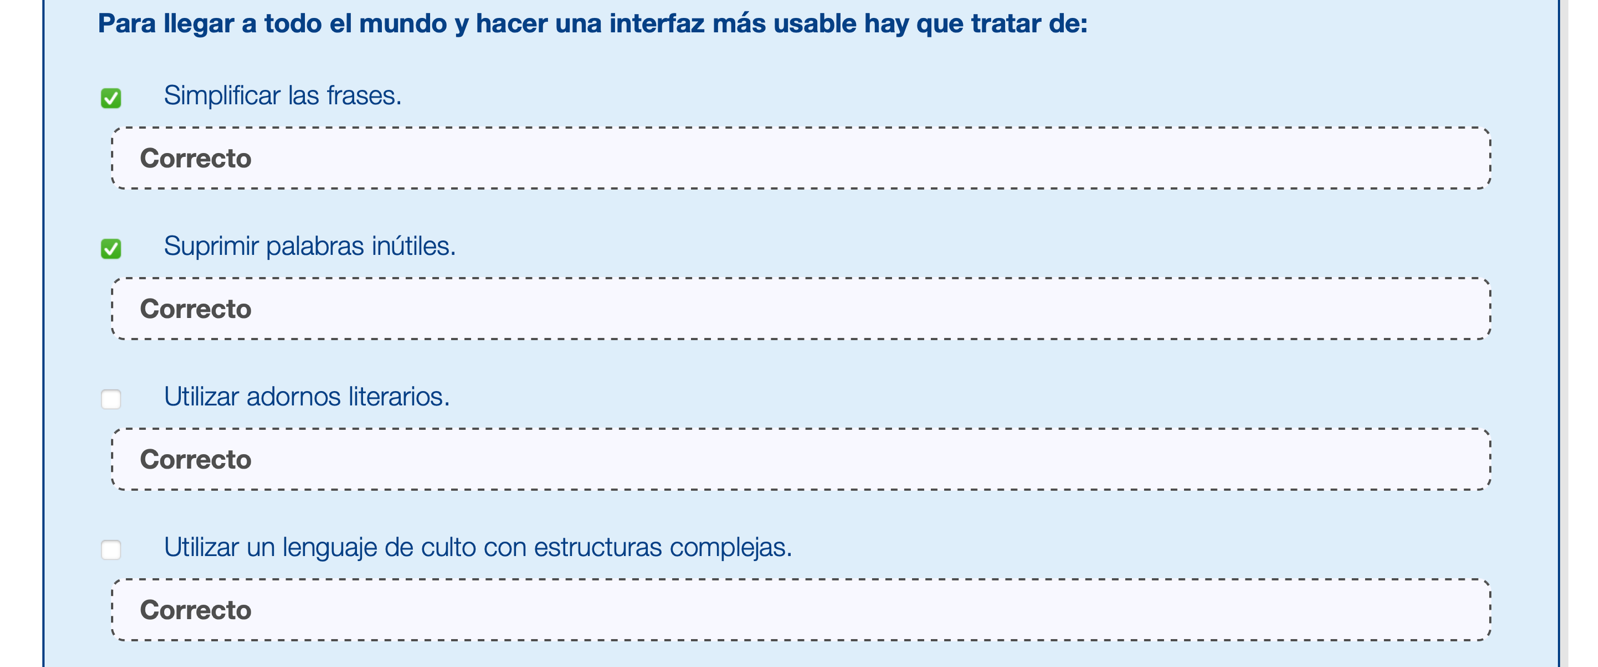 Para llegar a todo el mundo y hacer una interfaz más usable hay que tratar de:
Simplificar las frases.
Correcto
Suprimir palabras inútiles.
Correcto
Utilizar adornos literarios.
Correcto
Utilizar un lenguaje de culto con estructuras complejas.
Correcto